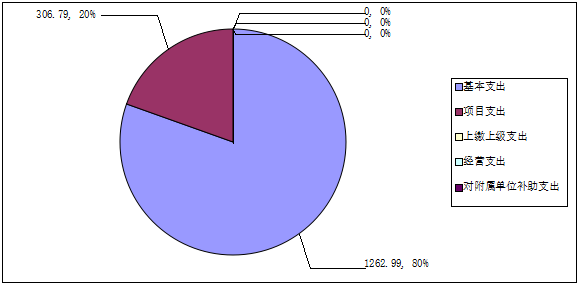 306.79, 20%
0, 0%
0, 0%
0, 0%
基本支出
项目支出
上缴上级支出
经营支出
对附属单位补助支出
1262.99, 80%